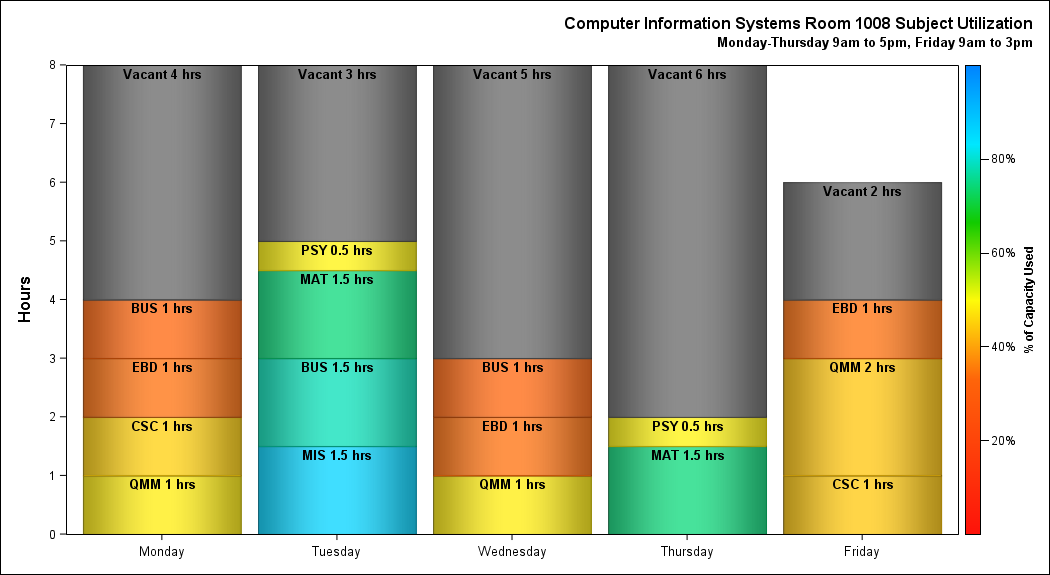 Computer Information Systems Room 1008 Subject Utilization
Monday-Thursday 9am to 5pm, Friday 9am to 3pm
Hours
8
7
6
5
4
3
2
1
0
Vacant 4 hrs
BUS 1 hrs
EBD 1 hrs
CSC 1 hrs
QMM 1 hrs
Vacant 3 hrs
PSY 0.5 hrs
MAT 1.5 hrs
BUS 1.5 hrs
MIS 1.5 hrs
Vacant 5 hrs
BUS 1 hrs
EBD 1 hrs
QMM 1 hrs
Vacant 6 hrs
PSY 0.5 hrs
MAT 1.5 hrs
Vacant 2 hrs
EBD 1 hrs
QMM 2 hrs
CSC 1 hrs
Monday
Tuesday
Wednesday
Thursday
Friday
80%
60%
40%
20%
% of Capacity Used